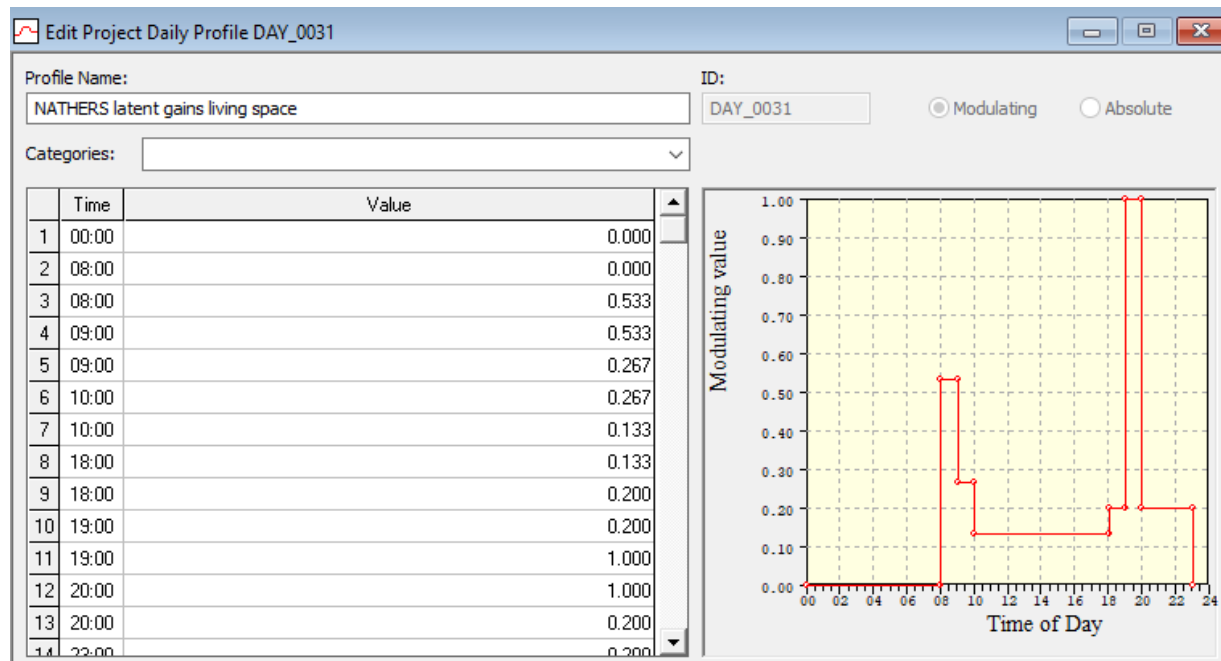 Edit Project Daily Profile DAY_0031
Profile Name:
ID:
NATHERS latent gains living space
DAY_0031
Modulating
Absolute
Categories:
Time Value
1 00:00 0.000
2 08:00 0.000
3 08:00 0.533
4 09:00 0.533
5 09:00 0.267
6 10:00 0.267
7 10:00 0.133
8 18:00 0.133
9 18:00 0.200
10 19:00 0.200
11 19:00 1.000
12 20:00 1.000
13 20:00 0.200
14 23:00 0.200
Modulating value
1.00
0.90
0.80
0.70
0.60
0.50
0.40
0.30
0.20
0.10
0.00
00 02 04 06 08 10 12 14 16 18 20 22 24
Time of Day